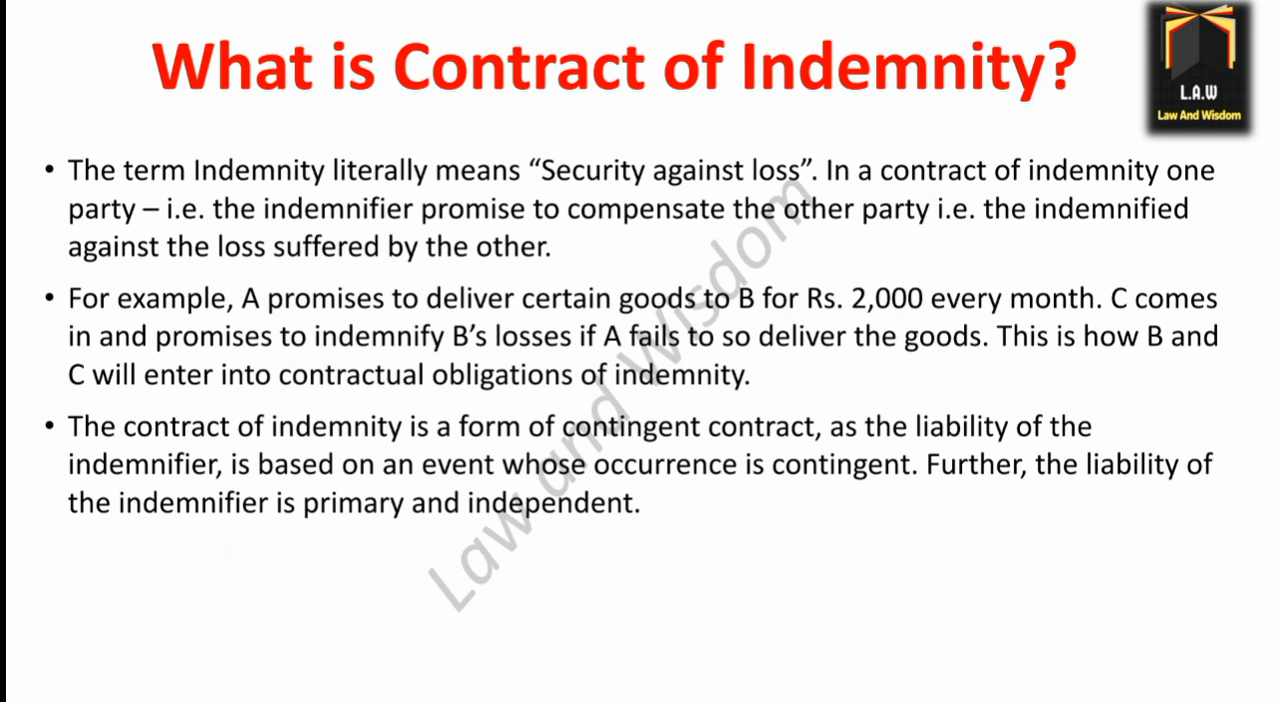 What is Contract of Indemnity?
L.A.W
Law And Wisdom
• The term Indemnity literally means “Security against loss”. In a contract of indemnity one
party – i.e. the indemnifier promise to compensate the other party i.e. the indemnified
against the loss suffered by the other.
• For example, A promises to deliver certain goods to B for Rs. 2,000 every month. C comes
in and promises to indemnify B’s losses if A fails to so deliver the goods. This is how B and
C will enter into contractual obligations of indemnity.
• The contract of indemnity is a form of contingent contract, as the liability of the
indemnifier, is based on an event whose occurrence is contingent. Further, the liability of
the indemnifier is primary and independent.
Law and Wisdom